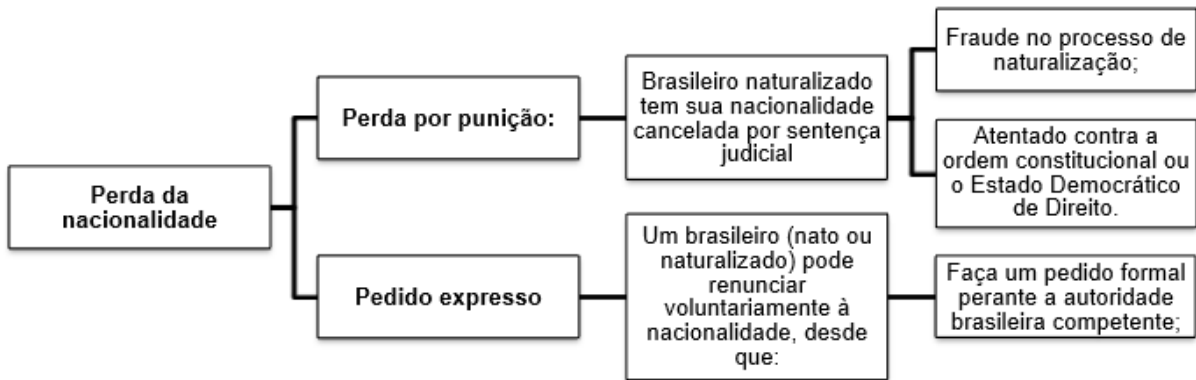 Perda da
nacionalidade
Perda por punição:
Brasileiro naturalizado
tem sua nacionalidade
cancelada por sentença
judicial
Fraude no processo de
naturalização;
Atentado contra a
ordem constitucional ou
o Estado Democrático
de Direito.
Pedido expresso
Um brasileiro (nato ou
naturalizado) pode
renunciar
voluntariamente à
nacionalidade, desde
que:
Faça um pedido formal
perante a autoridade
brasileira competente;